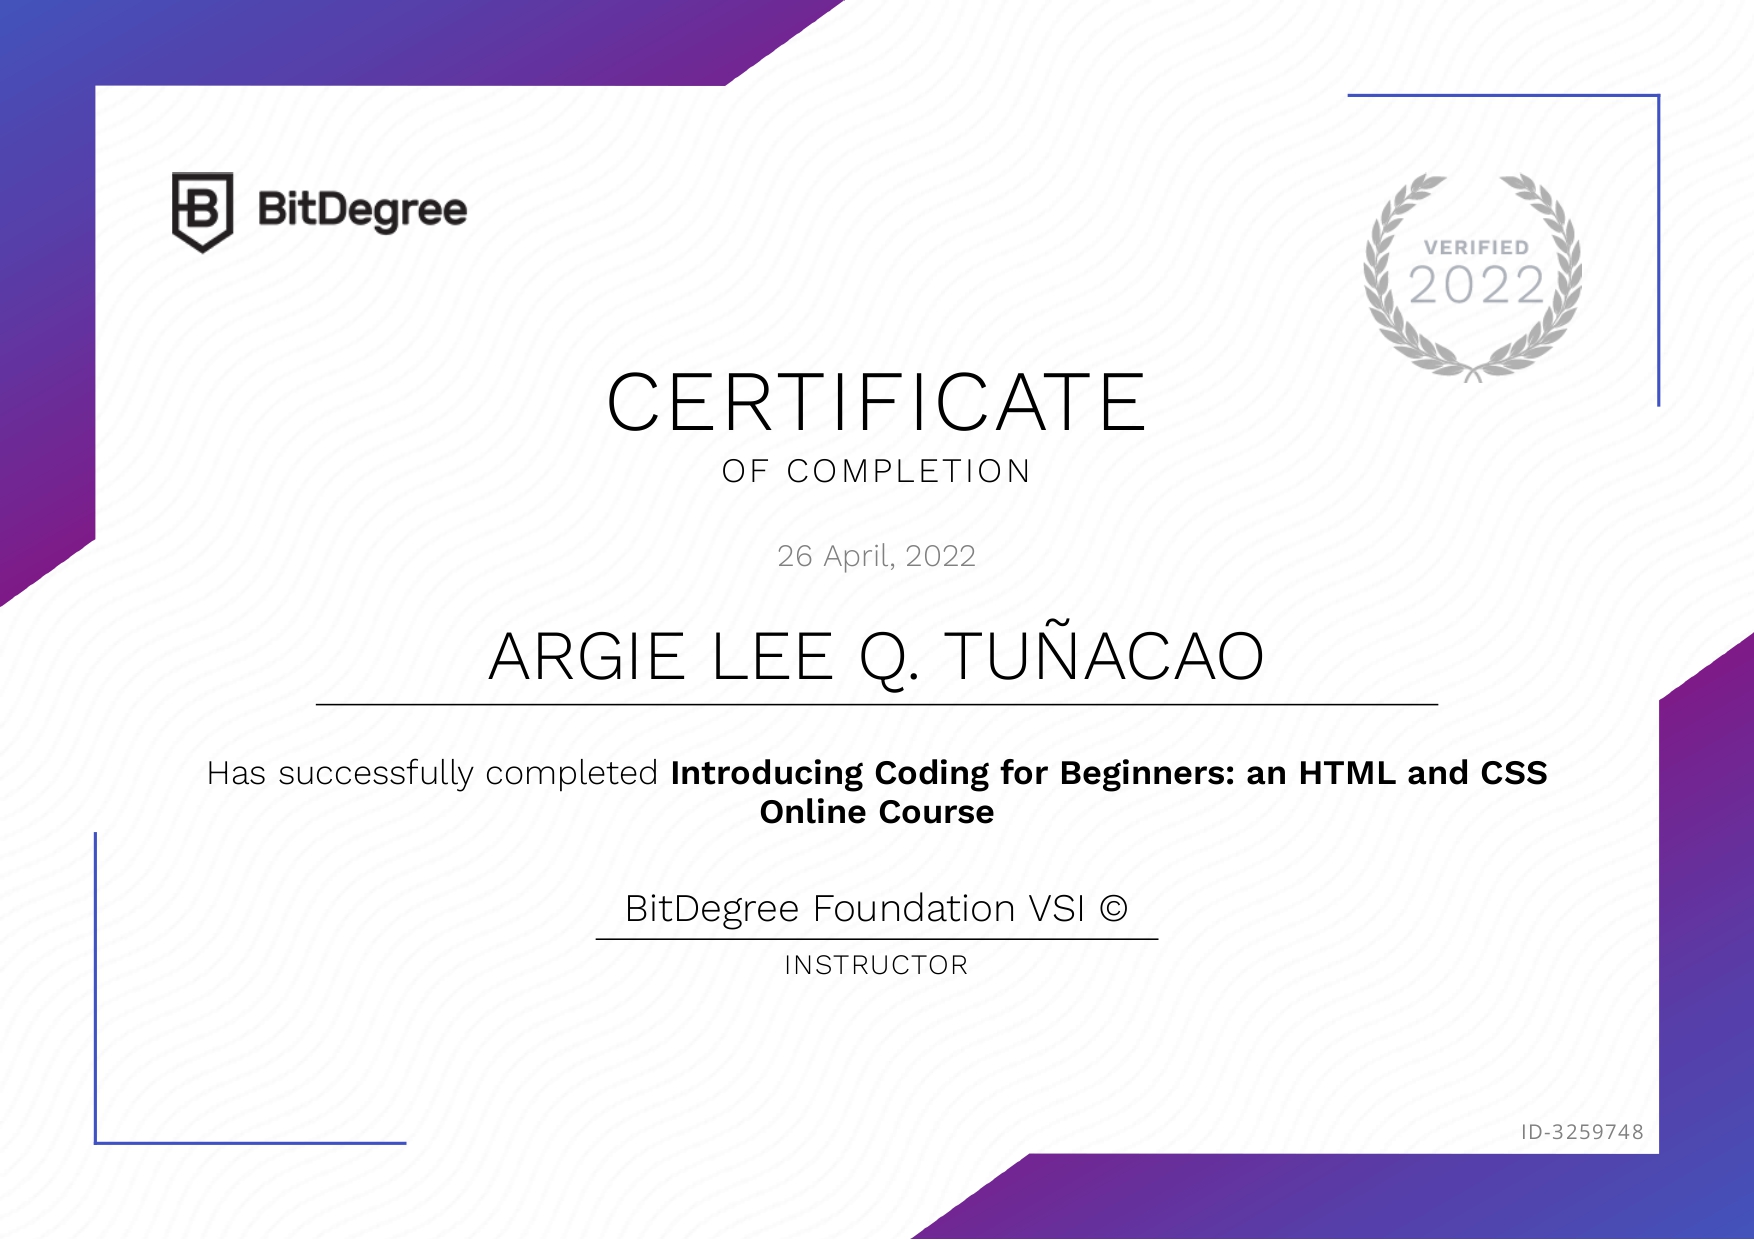 BitDegree
VERIFIED
2022
CERTIFICATE
OF COMPLETION
26 April, 2022
ARGIE LEE Q. TUÑACAO
Has successfully completed Introducing Coding for Beginners: an HTML and CSS
Online Course
BitDegree Foundation VSI ©
INSTRUCTOR
ID-3259748